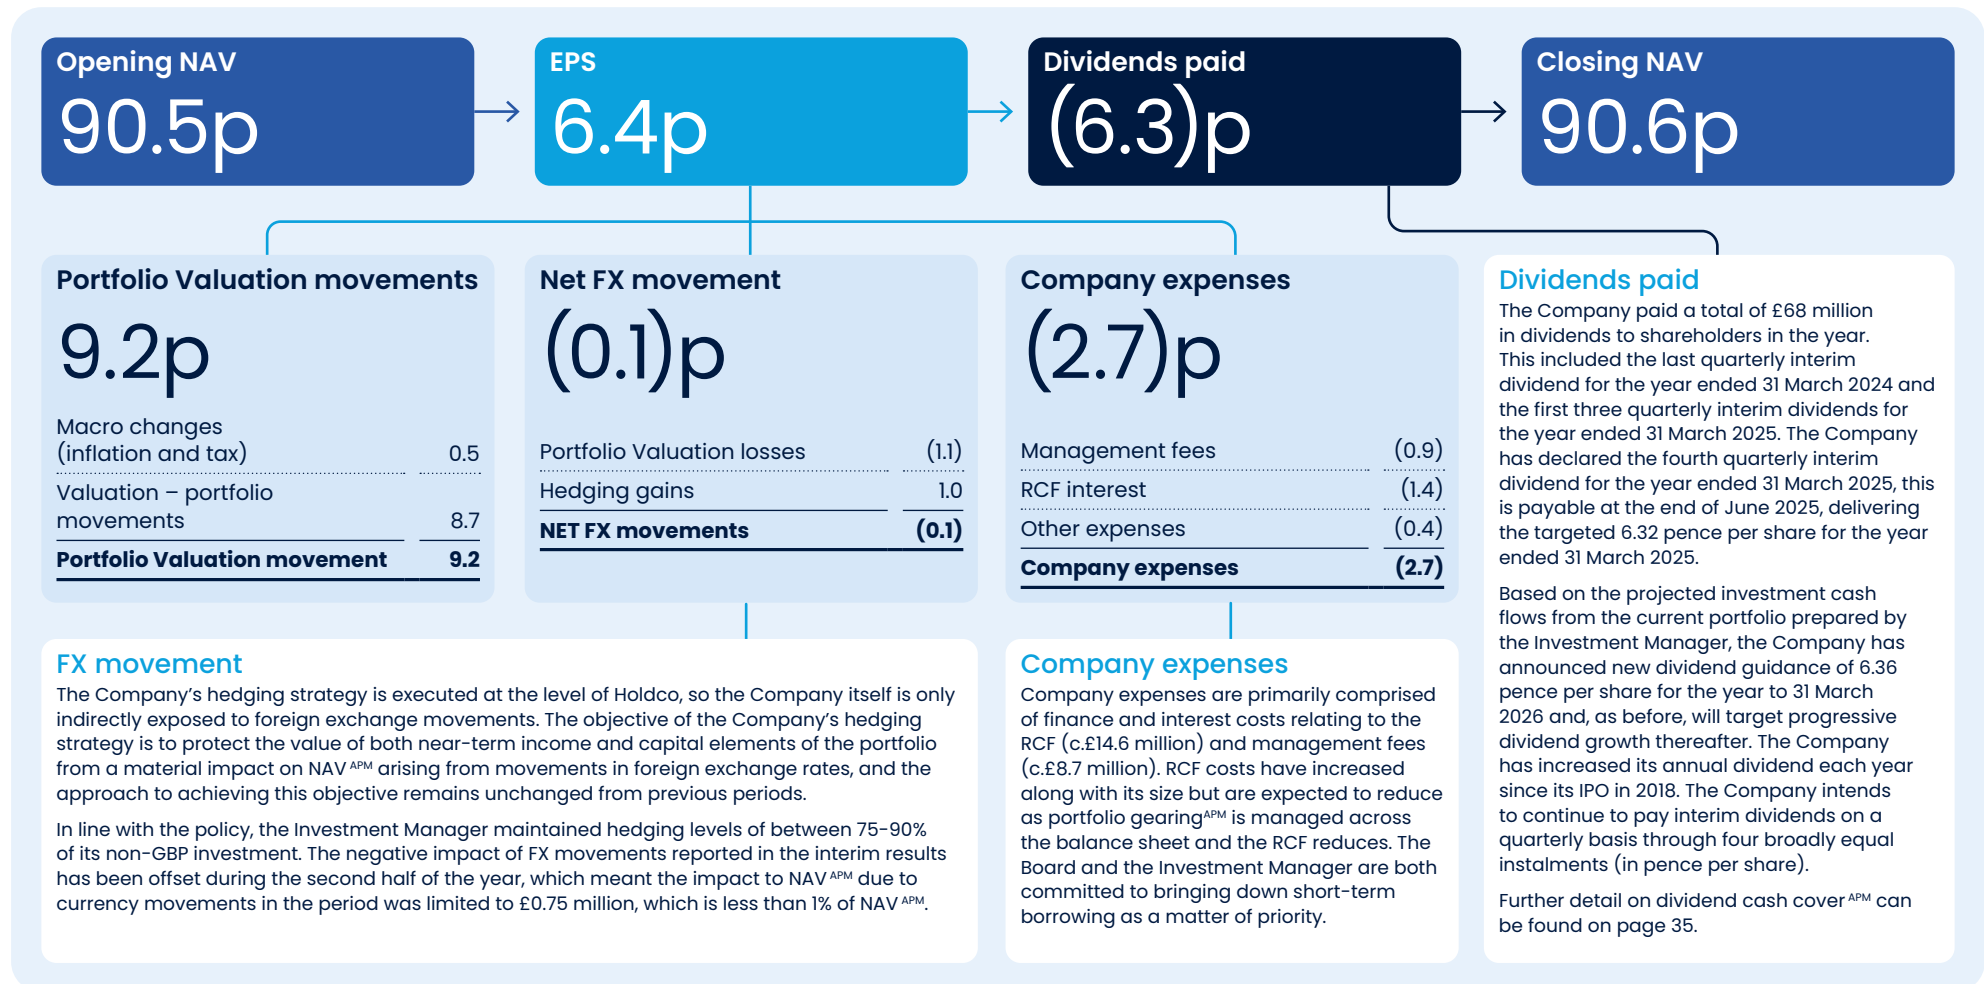 Opening NAV
90.5p
EPS
6.4p
Dividends paid
(6.3)p
Closing NAV
90.6p
Portfolio Valuation movements
9.2p
Macro changes
(inflation and tax) 0.5
Valuation – portfolio
movements 8.7
Portfolio Valuation movement 9.2
Net FX movement
(0.1)p
Portfolio Valuation losses (1.1)
Hedging gains 1.0
NET FX movements (0.1)
Company expenses
(2.7)p
Management fees (0.9)
RCF interest (1.4)
Other expenses (0.4)
Company expenses (2.7)
Dividends paid
The Company paid a total of £68 million
in dividends to shareholders in the year.
This included the last quarterly interim
dividend for the year ended 31 March 2024 and
the first three quarterly interim dividends for
the year ended 31 March 2025. The Company
has declared the fourth quarterly interim
dividend for the year ended 31 March 2025, this
is payable at the end of June 2025, delivering
the targeted 6.32 pence per share for the year
ended 31 March 2025.
Based on the projected investment cash
flows from the current portfolio prepared by
the Investment Manager, the Company has
announced new dividend guidance of 6.36
pence per share for the year to 31 March
2026 and, as before, will target progressive
dividend growth thereafter. The Company
has increased its annual dividend each year
since its IPO in 2018. The Company intends
to continue to pay interim dividends on a
quarterly basis through four broadly equal
instalments (in pence per share).
Further detail on dividend cash cover APM can
be found on page 35.
FX movement
The Company's hedging strategy is executed at the level of Holdco, so the Company itself is only
indirectly exposed to foreign exchange movements. The objective of the Company's hedging
strategy is to protect the value of both near-term income and capital elements of the portfolio
from a material impact on NAV APM arising from movements in foreign exchange rates, and the
approach to achieving this objective remains unchanged from previous periods.
In line with the policy, the Investment Manager maintained hedging levels of between 75-90%
of its non-GBP investment. The negative impact of FX movements reported in the interim results
has been offset during the second half of the year, which meant the impact to NAV APM due to
currency movements in the period was limited to £0.75 million, which is less than 1% of NAV APM.
Company expenses
Company expenses are primarily comprised
of finance and interest costs relating to the
RCF (c.£14.6 million) and management fees
(c.£8.7 million). RCF costs have increased
along with its size but are expected to reduce
as portfolio gearingAPM is managed across
the balance sheet and the RCF reduces. The
Board and the Investment Manager are both
committed to bringing down short-term
borrowing as a matter of priority.